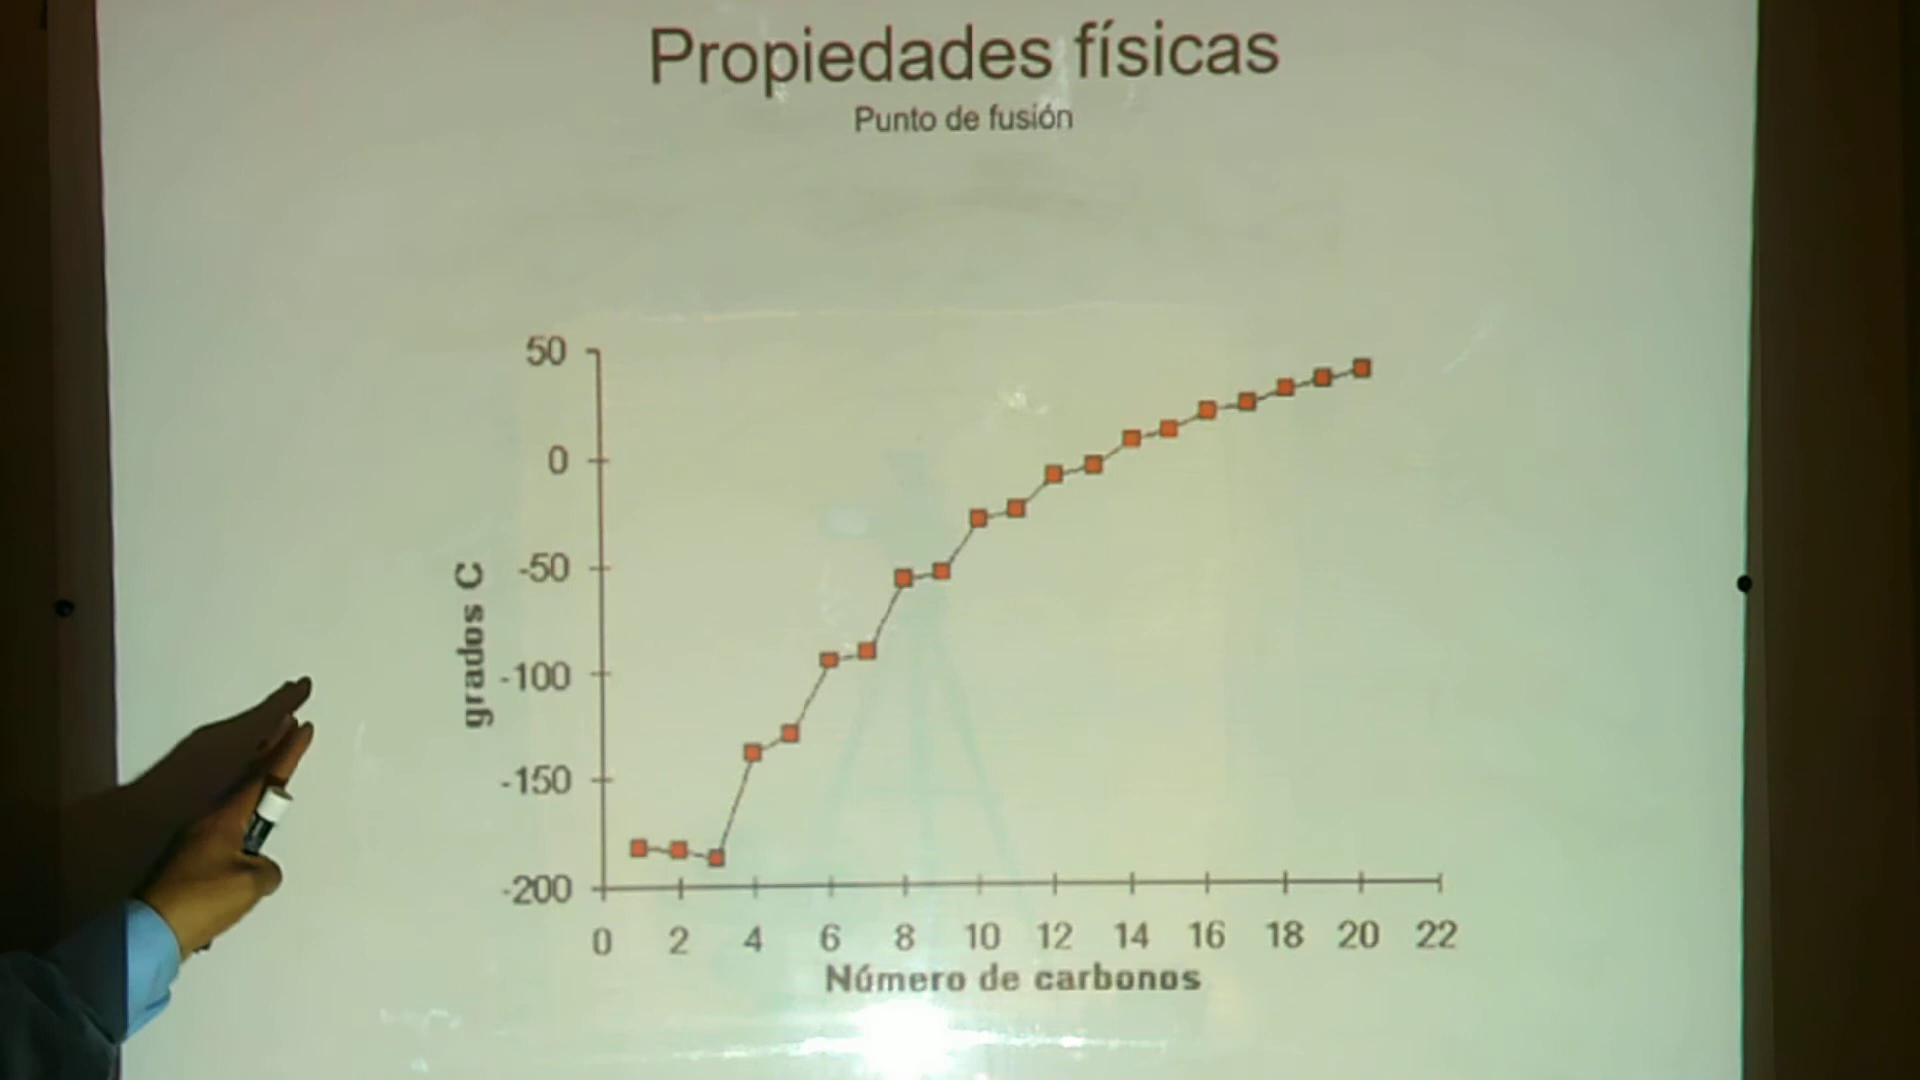 Propiedades físicas
Punto de fusión
50
0
-50
-100
-150
-200
grados C
0 2 4 6 8 10 12 14 16 18 20 22
Número de carbonos